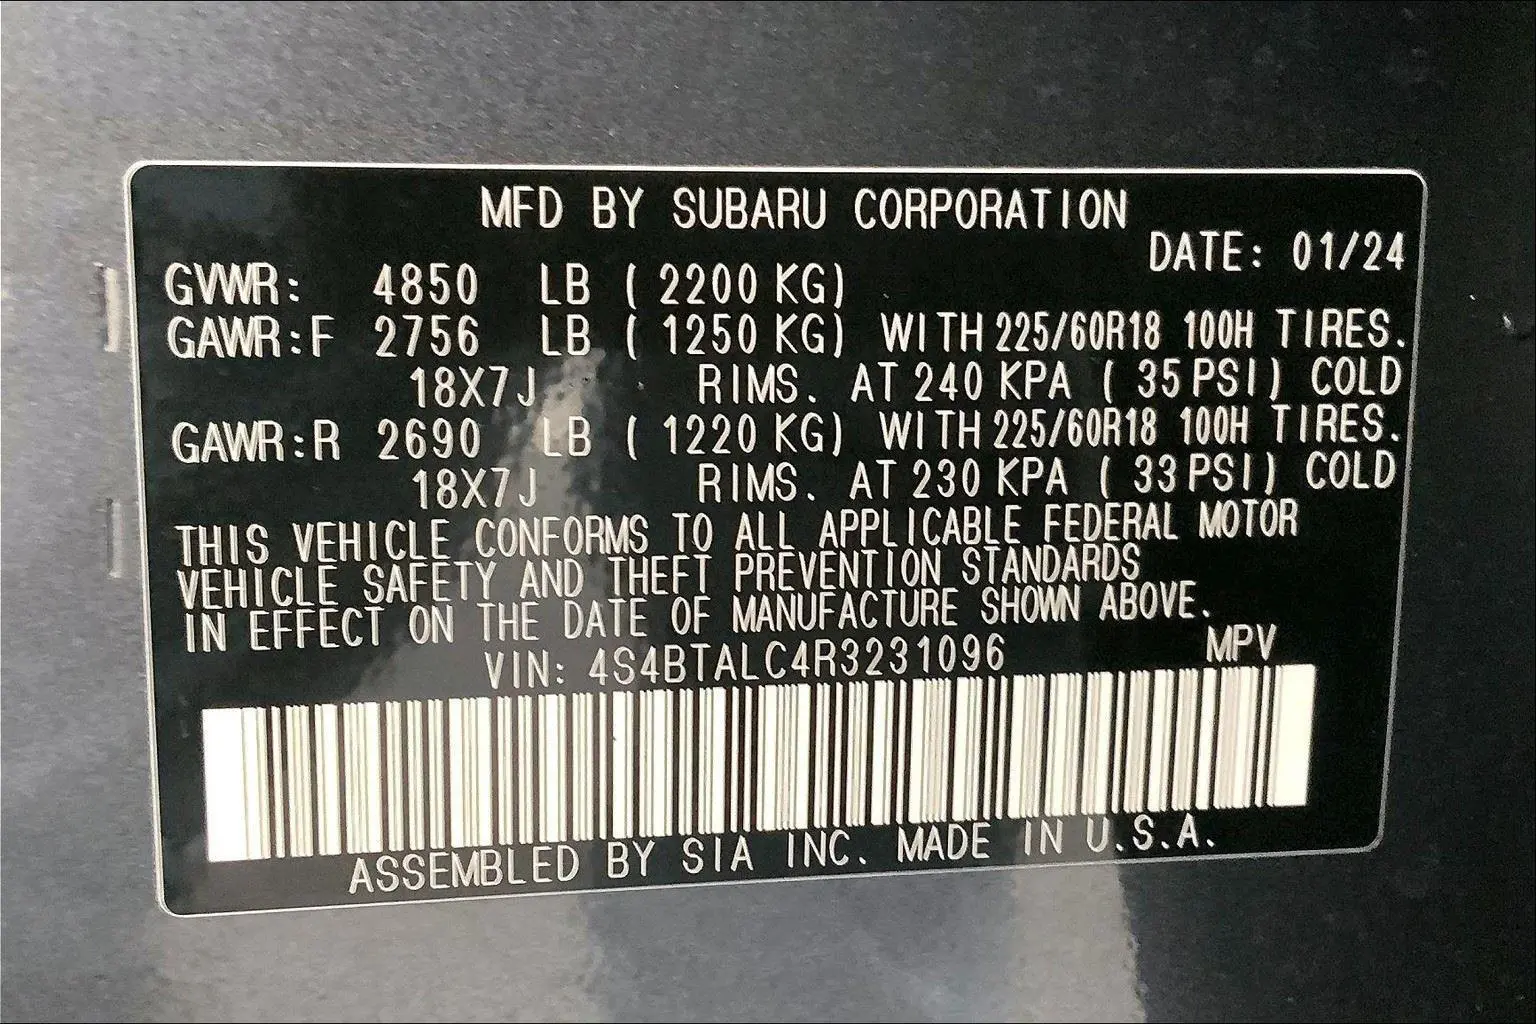 MFD BY SUBARU CORPORATION
DATE: 01/24
GVWR: 4850 LB ( 2200 KG)
GAWR:F 2756 LB ( 1250 KG) WITH 225/60R18 100H TIRES.
18X7J RIMS. AT 240 KPA ( 35 PSI) COLD
GAWR:R 2690 LB ( 1220 KG) WITH 225/60R18 100H TIRES.
18X7J RIMS. AT 230 KPA ( 33 PSI) COLD
THIS VEHICLE CONFORMS TO ALL APPLICABLE FEDERAL MOTOR
VEHICLE SAFETY AND THEFT PREVENTION STANDARDS
IN EFFECT ON THE DATE OF MANUFACTURE SHOWN ABOVE.
VIN: 4S4BTALC4R3231096 MPV
ASSEMBLED BY SIA INC. MADE IN U.S.A.